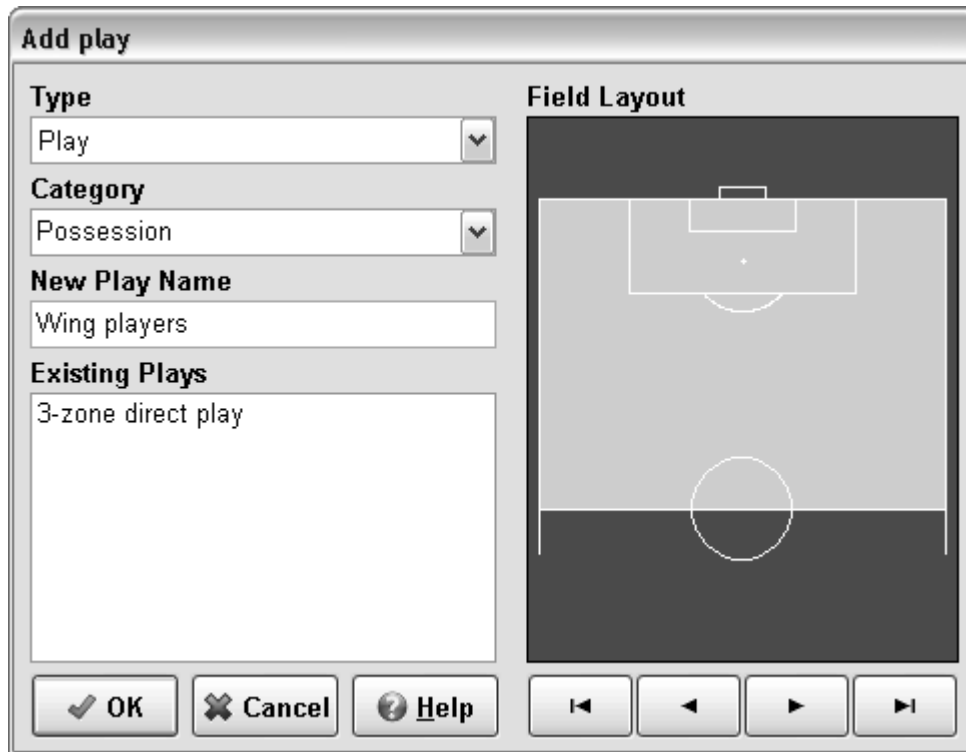 Add play
Type
Play
Category
Possession
New Play Name
Wing players
Existing Plays
3-zone direct play
OK
Cancel
Help
Field Layout